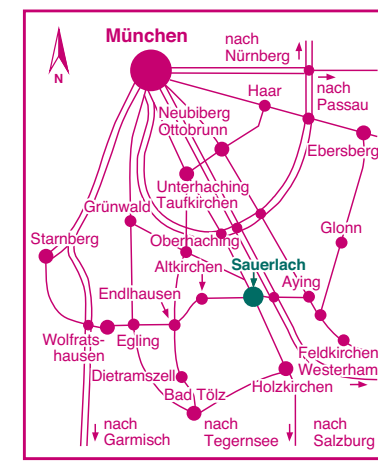 München
nach
Nürnberg
N
nach
Passau
Haar
Neubiberg
Ottobrunn
Ebersberg
Unterhaching
Taufkirchen
Grünwald
Glonn
Starnberg
Oberhaching
Altkirchen
Sauerlach
Aying
Endlhausen
Wolfrats-
hausen
Egling
Feldkirchen
Westerham
Dietramszell
Holzkirchen
Bad Tölz
nach
Garmisch
nach
Tegernsee
nach
Salzburg